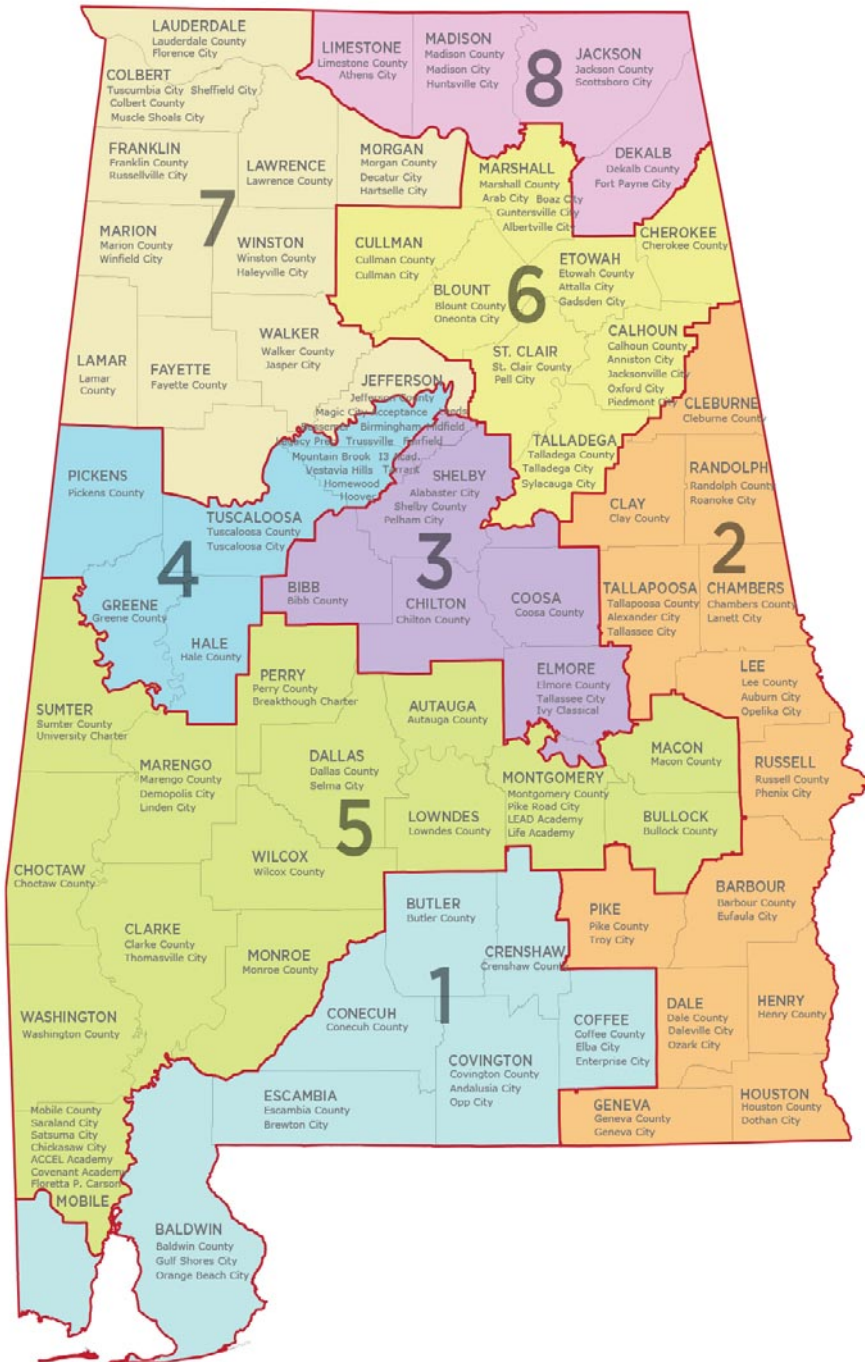 LAUDERDALE
Lauderdale County
Florence City
LIMESTONE
Limestone County
Athens City
MADISON
Madison County
Madison City
Huntsville City
8
JACKSON
Jackson County
Scottsboro City
COLBERT
Tuscumbia City Sheffield City
Colbert County
Muscle Shoals City
FRANKLIN
Franklin County
Russellville City
LAWRENCE
Lawrence County
MORGAN
Morgan County
Decatur City
Hartselle City
MARSHALL
Marshall County
Arab City Boaz City
Guntersville City
Albertville City
DEKALB
Dekalb County
Fort Payne City
7
MARION
Marion County
Winfield City
WINSTON
Winston County
Haleyville City
CULLMAN
Cullman County
Cullman City
BLOUNT
Blount County
Oneonta City
6
ETOWAH
Etowah County
Attalla City
Gadsden City
CHEROKEE
Cherokee County
LAMAR
Lamar
County
FAYETTE
Fayette County
WALKER
Walker County
Jasper City
JEFFERSON
Jefferson County
Magic City Acceptance
Bessemer Birmingham Midfield
Legacy Prep Trussville Fairfield
Mountain Brook I3 Acad.
Vestavia Hills Tarrant
Homewood
Hoover
ST. CLAIR
St. Clair County
Pell City
CALHOUN
Calhoun County
Anniston City
Jacksonville City
Oxford City
Piedmont City
TALLADEGA
Talladega County
Talladega City
Sylacauga City
CLEBURNE
Cleburne County
PICKENS
Pickens County
TUSCALOOSA
Tuscaloosa County
Tuscaloosa City
4
SHELBY
Alabaster City
Shelby County
Pelham City
3
CLAY
Clay County
RANDOLPH
Randolph County
Roanoke City
2
GREENE
Greene County
HALE
Hale County
BIBB
Bibb County
CHILTON
Chilton County
COOSA
Coosa County
TALLAPOOSA
Tallapoosa County
Alexander City
Tallassee City
CHAMBERS
Chambers County
Lanett City
SUMTER
Sumter County
University Charter
PERRY
Perry County
Breakthough Charter
AUTAUGA
Autauga County
ELMORE
Elmore County
Tallassee City
Ivy Classical
LEE
Lee County
Auburn City
Opelika City
MARENGO
Marengo County
Demopolis City
Linden City
DALLAS
Dallas County
Selma City
5
LOWNDES
Lowndes County
MONTGOMERY
Montgomery County
Pike Road City
LEAD Academy
Life Academy
MACON
Macon County
BULLOCK
Bullock County
RUSSELL
Russell County
Phenix City
CHOCTAW
Choctaw County
WILCOX
Wilcox County
CLARKE
Clarke County
Thomasville City
MONROE
Monroe County
BUTLER
Butler County
CRENSHAW
Crenshaw County
PIKE
Pike County
Troy City
BARBOUR
Barbour County
Eufaula City
WASHINGTON
Washington County
CONECUH
Conecuh County
1
COVINGTON
Covington County
Andalusia City
Opp City
COFFEE
Coffee County
Elba City
Enterprise City
DALE
Dale County
Daleville City
Ozark City
HENRY
Henry County
ESCAMBIA
Escambia County
Brewton City
GENEVA
Geneva County
Geneva City
HOUSTON
Houston County
Dothan City
Mobile County
Saraland City
Satsuma City
Chickasaw City
ACCEL Academy
Covenant Academy
Floretta P. Carson
MOBILE
BALDWIN
Baldwin County
Gulf Shores City
Orange Beach City